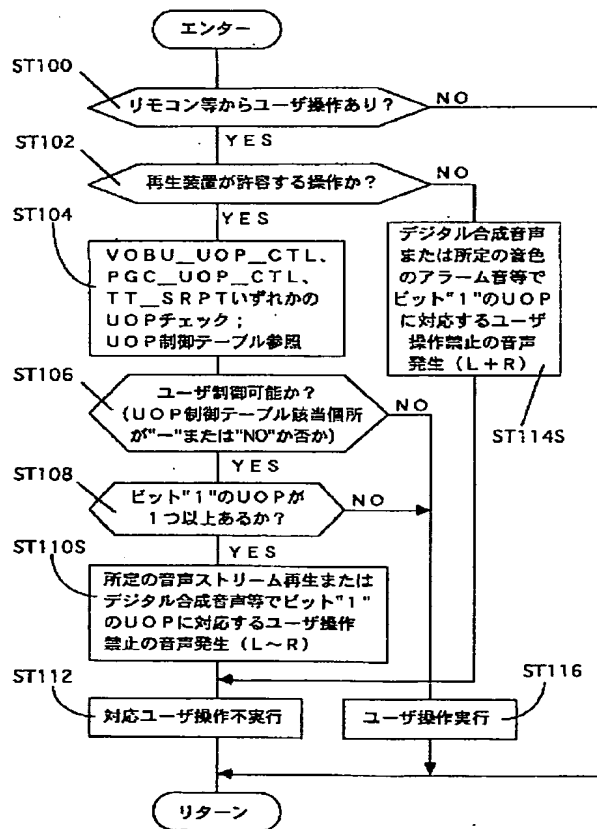 エンター
ST100
リモコン等からユーザ操作あり?
NO
YES
ST102
再生装置が許容する操作か?
NO
YES
ST104
VOBU_UOP_CTL、
PGC_UOP_CTL、
TT_SRPTいずれかの
UOPチェック;
UOP制御テーブル参照
デジタル合成音声
または所定の音色
のアラーム音等で
ビット"1"のUOP
に対応するユーザ
操作禁止の音声
発生(L+R)
ST114S
ST106
ユーザ制御可能か?
(UOP制御テーブル該当個所
が"ー"または"NO"か否か)
NO
YES
ST108
ビット"1"のUOPが
1つ以上あるか?
NO
YES
ST110S
所定の音声ストリーム再生または
デジタル合成音声等でビット"1"
のUOPに対応するユーザ操作
禁止の音声発生(L〜R)
ST112
対応ユーザ操作不実行
ST116
ユーザ操作実行
リターン